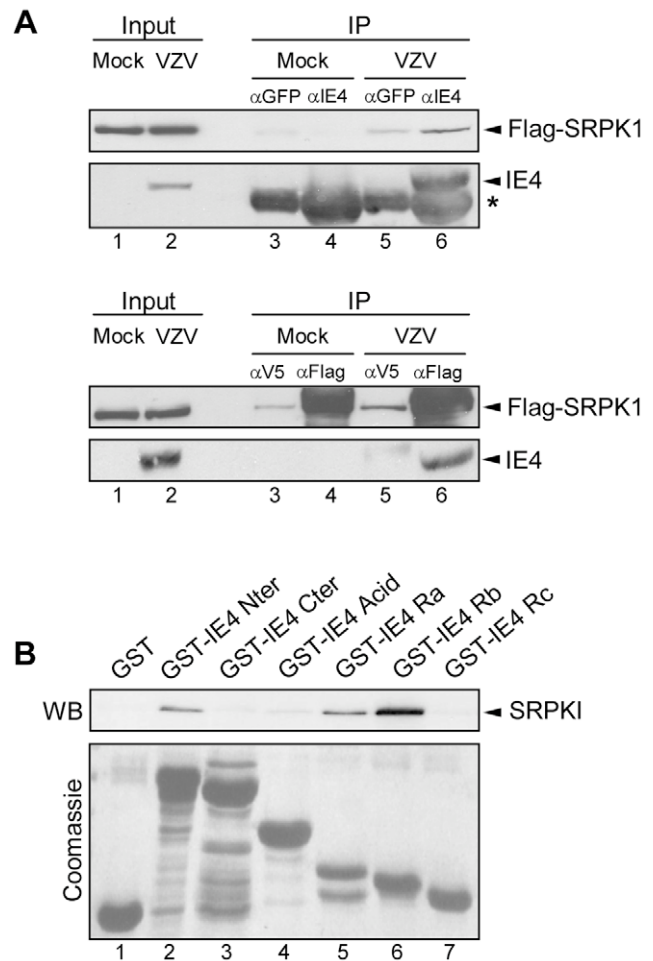 A
Input IP
Mock VZV Mock VZV
αGFP αIE4 αGFP αIE4
Flag-SRPK1
IE4
*
1 2 3 4 5 6
Input IP
Mock VZV Mock VZV
αV5 αFlag αV5 αFlag
Flag-SRPK1
IE4
1 2 3 4 5 6
B
GST GST-IE4 Nter GST-IE4 Cter GST-IE4 Acid GST-IE4 Ra GST-IE4 Rb GST-IE4 Rc
WB SRPKI
Coomassie
1 2 3 4 5 6 7